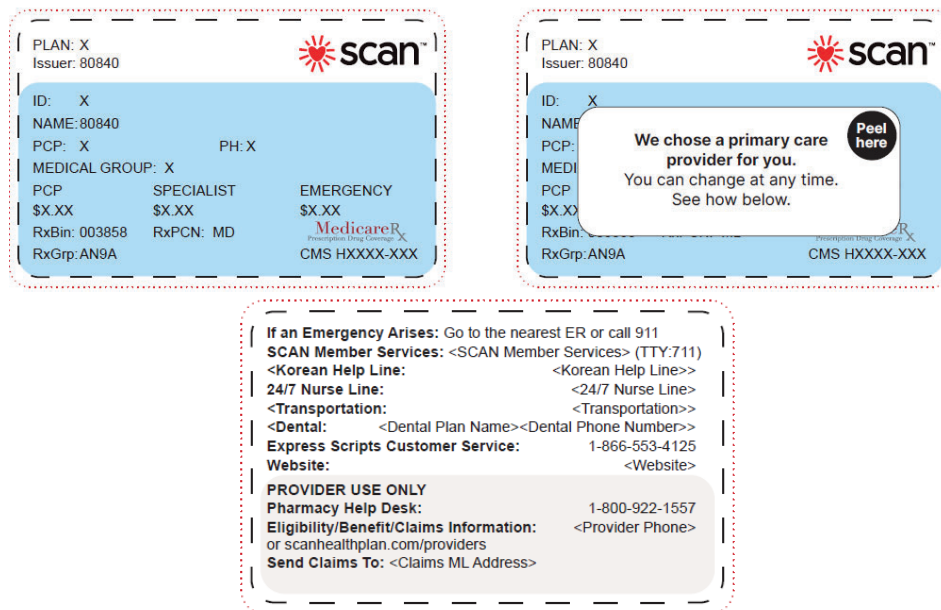 PLAN: X
Issuer: 80840
scan™
ID: X
NAME:80840
PCP: X PH: X
MEDICAL GROUP: X
PCP SPECIALIST EMERGENCY
$X.XX $X.XX $X.XX
RxBin: 003858 RxPCN: MD MedicareRx
Prescription Drug Coverage
RxGrp:AN9A CMS HXXXX-XXX
PLAN: X
Issuer: 80840
scan™
ID: X
NAME
PCP:
MEDI
PCP
$X.X
RxBin:
RxGrp:AN9A CMS HXXXX-XXX
Peel
here
We chose a primary care
provider for you.
You can change at any time.
See how below.
If an Emergency Arises: Go to the nearest ER or call 911
SCAN Member Services: <SCAN Member Services> (TTY:711)
<Korean Help Line: <Korean Help Line>>
24/7 Nurse Line: <24/7 Nurse Line>
<Transportation: <Transportation>>
<Dental: <Dental Plan Name><Dental Phone Number>>
Express Scripts Customer Service: 1-866-553-4125
Website: <Website>
PROVIDER USE ONLY
Pharmacy Help Desk: 1-800-922-1557
Eligibility/Benefit/Claims Information: <Provider Phone>
or scanhealthplan.com/providers
Send Claims To: <Claims ML Address>